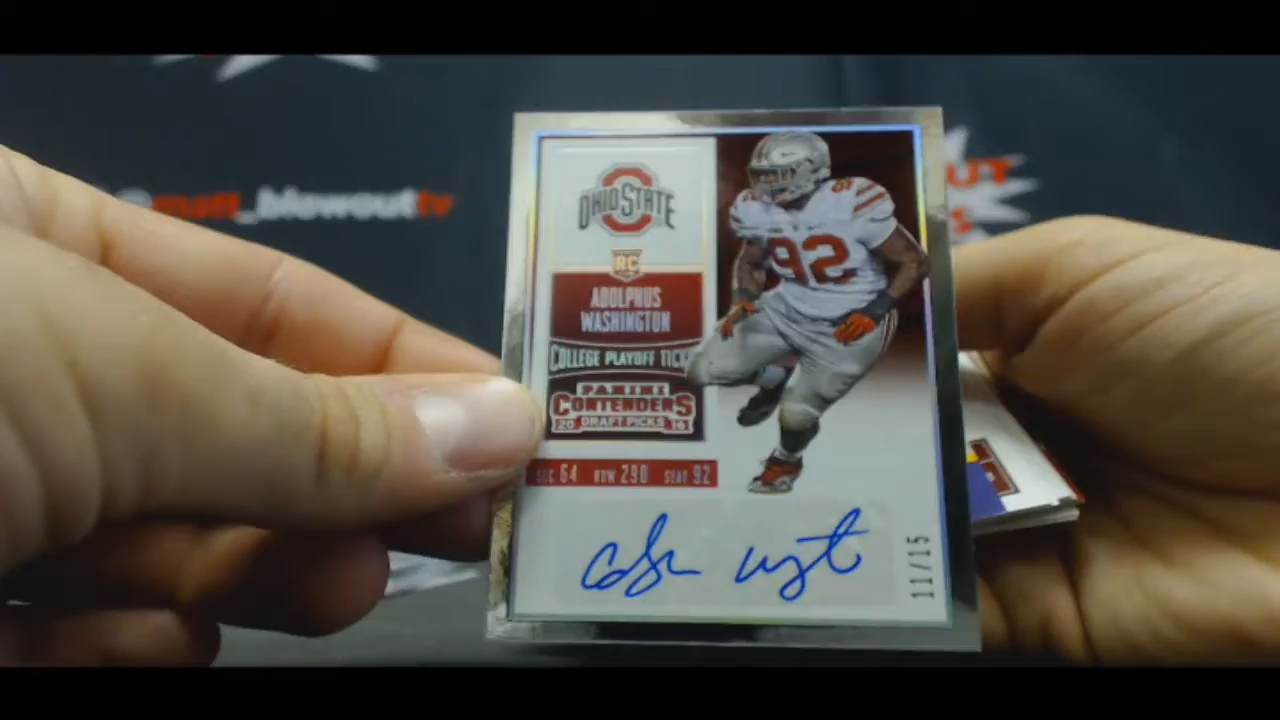 @matt_blowouttv
OHIO STATE
RC
ADOLPHUS
WASHINGTON
COLLEGE PLAYOFF TICK
PANINI
CONTENDERS
20 DRAFT PICKS 16
SEC 64 ROW 290 SEAT 92
92
92
11/15